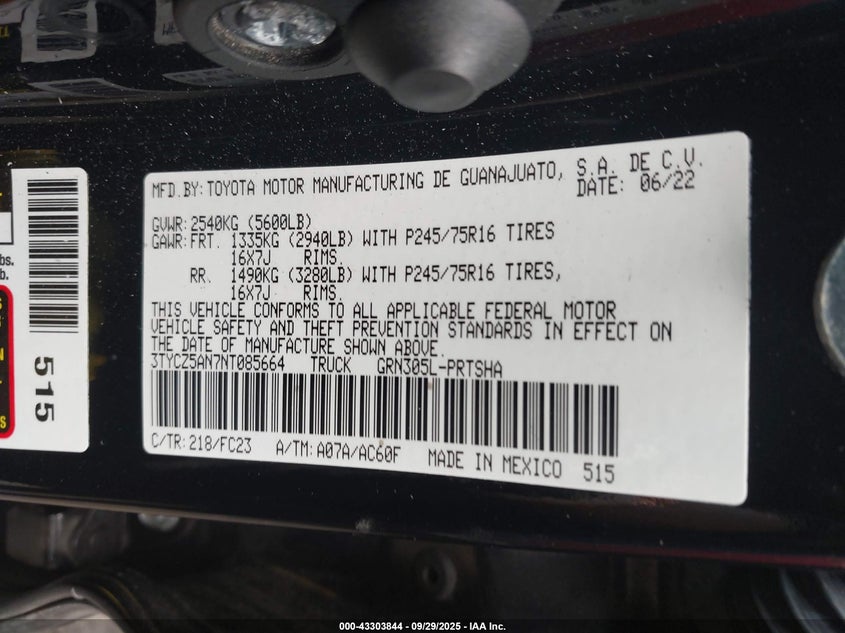 MFD.BY:TOYOTA MOTOR MANUFACTURING DE GUANAJUATO, S.A. DE C.V.
DATE: 06/22
GVWR:2540KG (5600LB)
GAWR:FRT. 1335KG (2940LB) WITH P245/75R16 TIRES
16X7J RIMS.
RR. 1490KG (3280LB) WITH P245/75R16 TIRES,
16X7J RIMS.
THIS VEHICLE CONFORMS TO ALL APPLICABLE FEDERAL MOTOR
VEHICLE SAFETY AND THEFT PREVENTION STANDARDS IN EFFECT ON
THE DATE OF MANUFACTURE SHOWN ABOVE.
3TYCZ5AN7NT085664 TRUCK GRN305L-PRTSHA
C/TR:218/FC23 A/TM:A07A/AC60F MADE IN MEXICO 515
515
bs.
b.
000-43303844 - 09/29/2025 - IAA Inc.